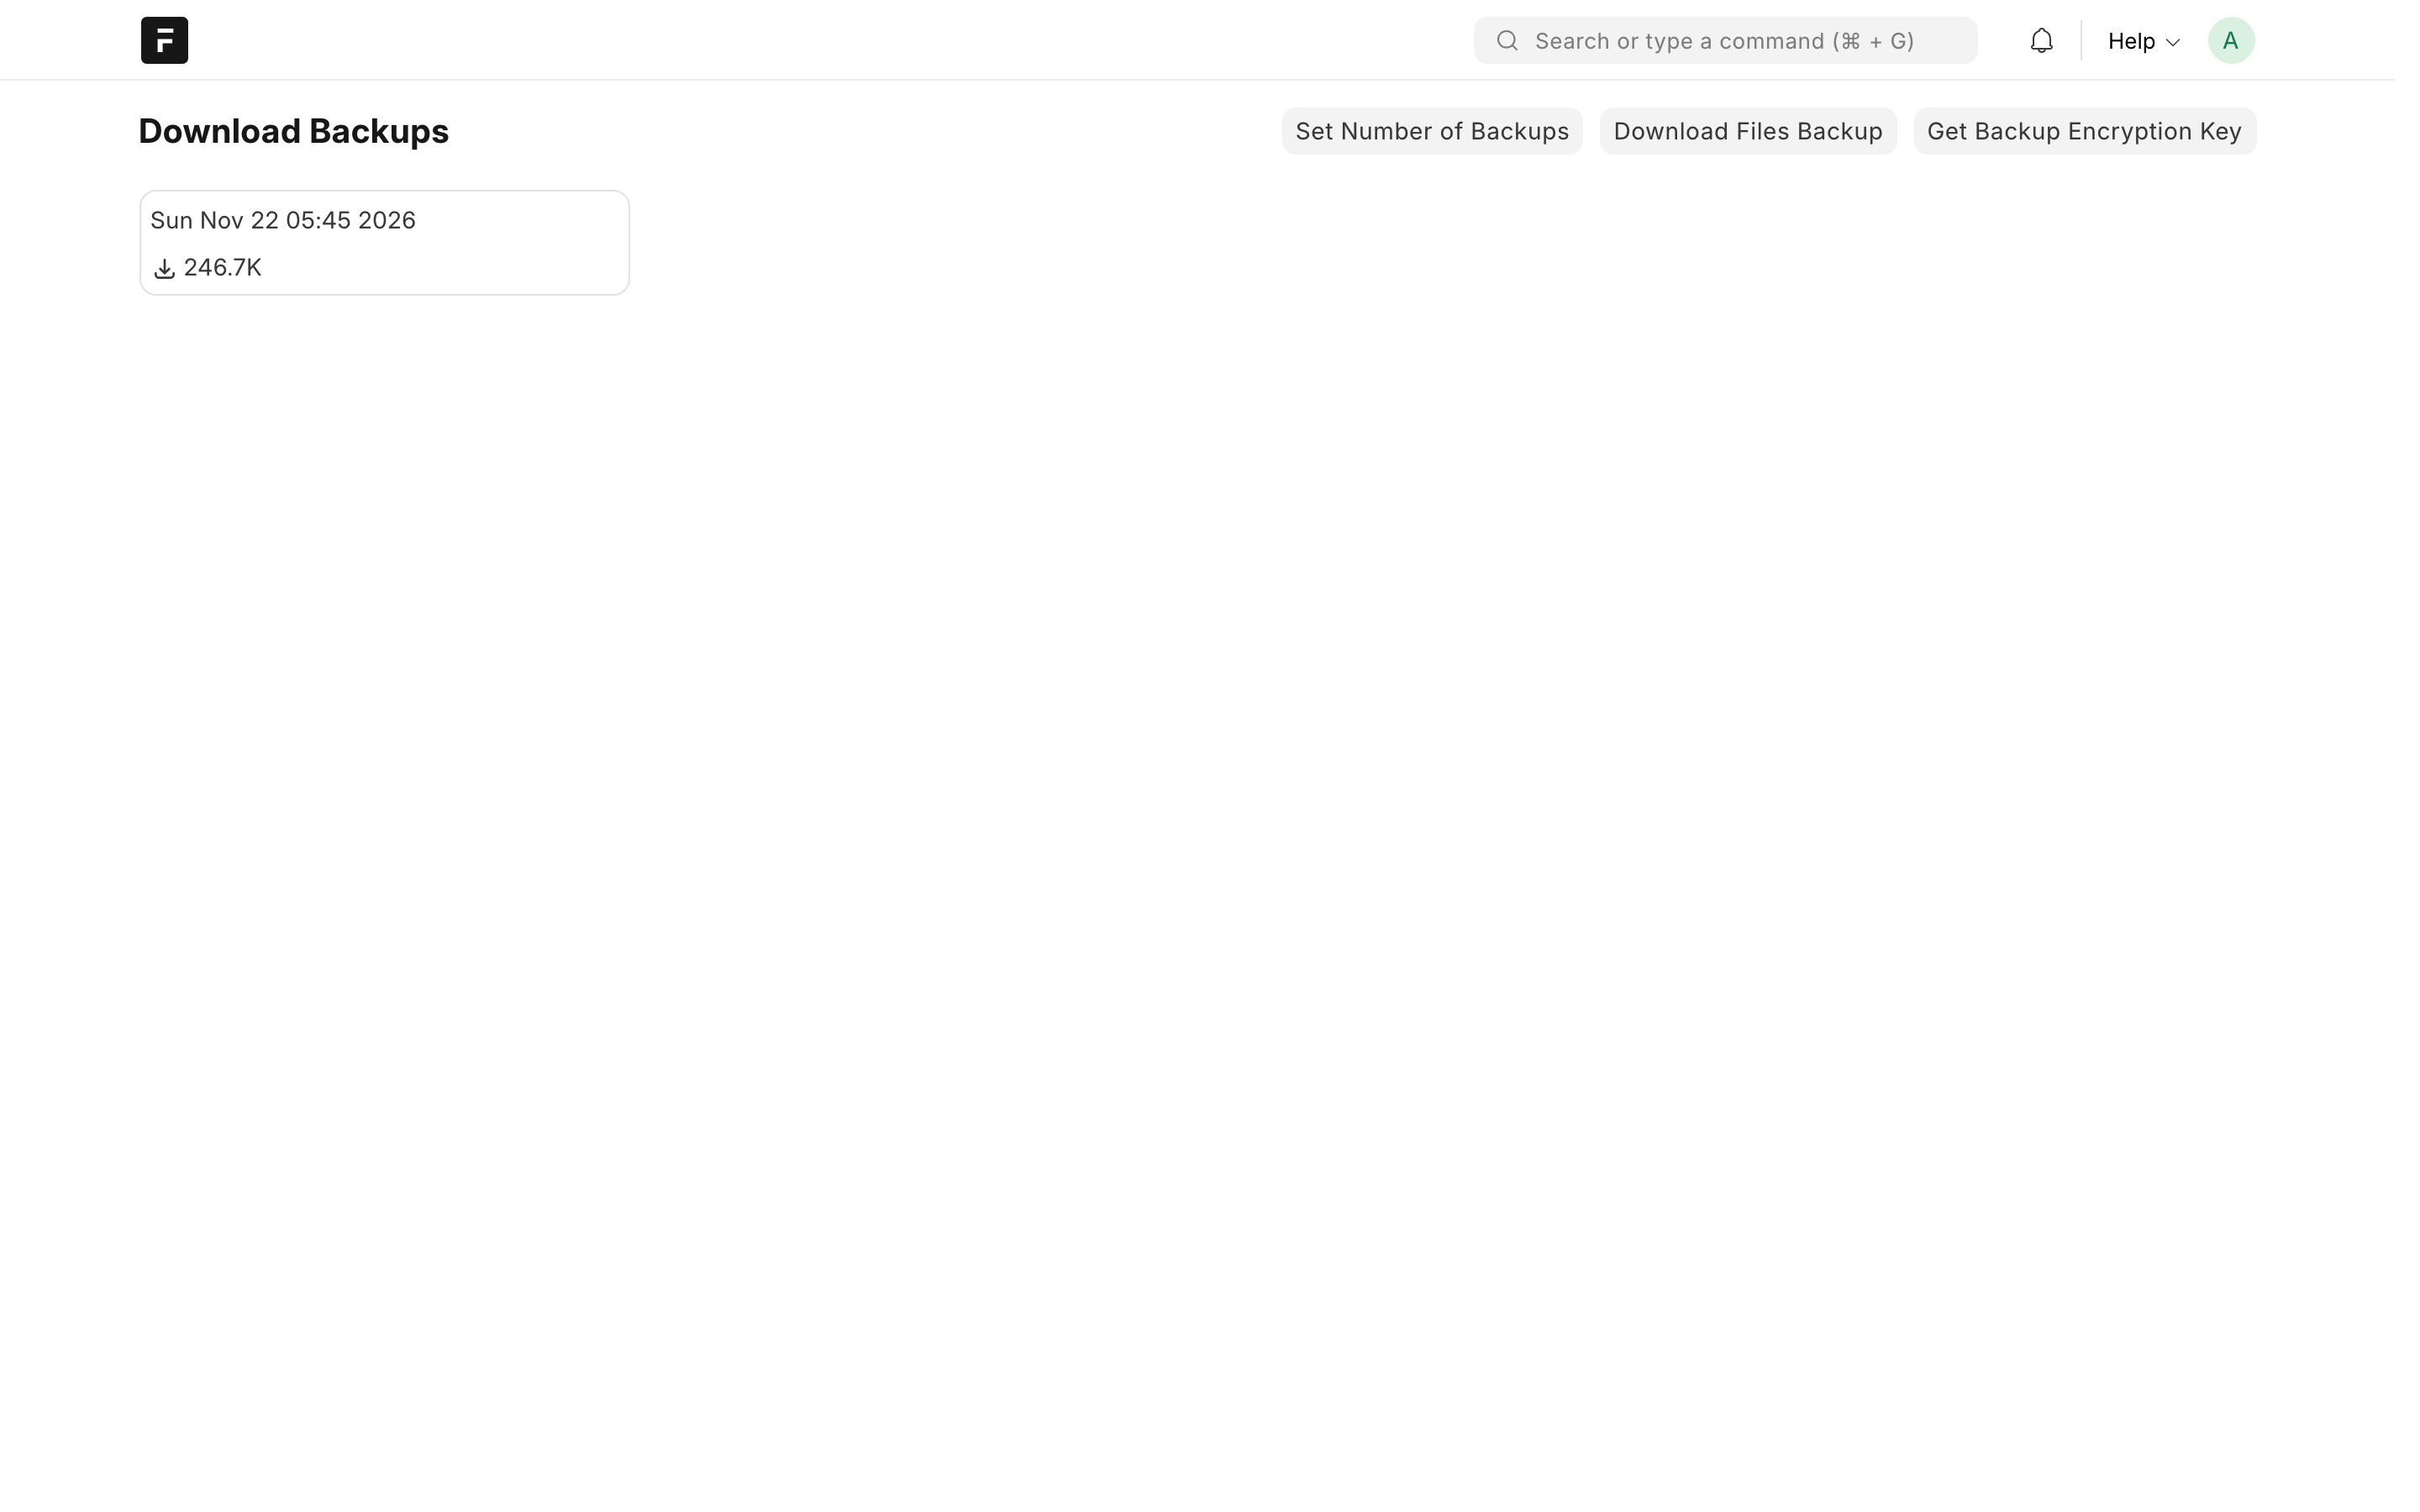 F
Search or type a command (⌘ + G)
Help
A
Download Backups
Set Number of Backups
Download Files Backup
Get Backup Encryption Key
Sun Nov 22 05:45 2026
246.7K